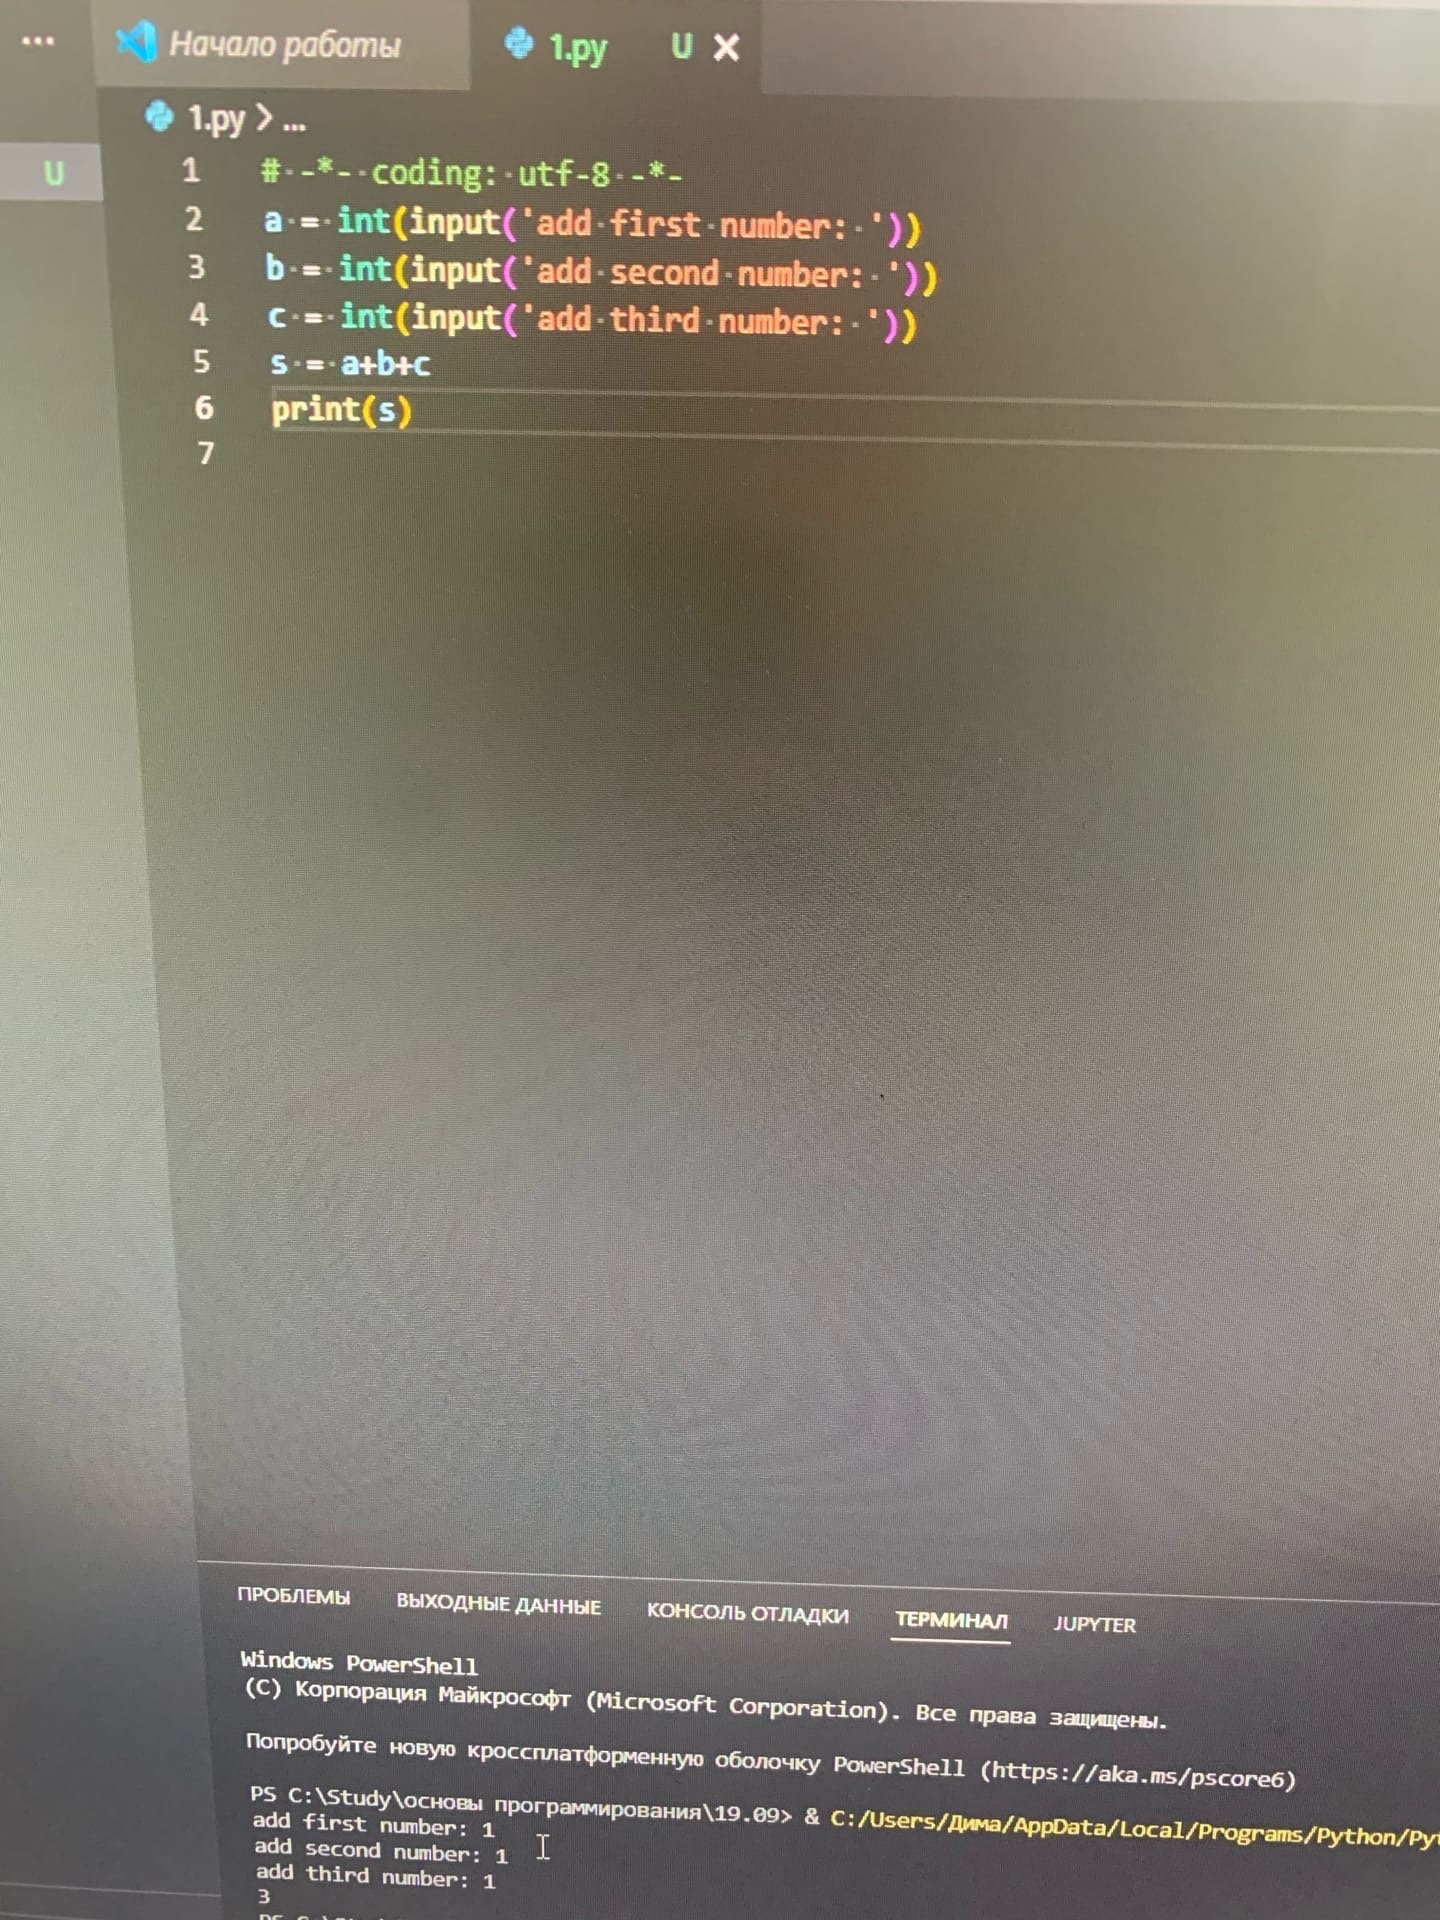 ... Начало работы 1.py U ×
1.py > ...
U
1 # -*- coding: utf-8 -*-
2 a = int(input('add first number: '))
3 b = int(input('add second number: '))
4 c = int(input('add third number: '))
5 s = a+b+c
6 print(s)
7
ПРОБЛЕМЫ ВЫХОДНЫЕ ДАННЫЕ КОНСОЛЬ ОТЛАДКИ ТЕРМИНАЛ JUPYTER
Windows PowerShell
(C) Корпорация Майкрософт (Microsoft Corporation). Все права защищены.
Попробуйте новую кроссплатформенную оболочку PowerShell (https://aka.ms/pscore6)
PS C:\Study\основы программирования\19.09> & C:/Users/Дима/AppData/Local/Programs/Python/Py
add first number: 1
add second number: 1
add third number: 1
3